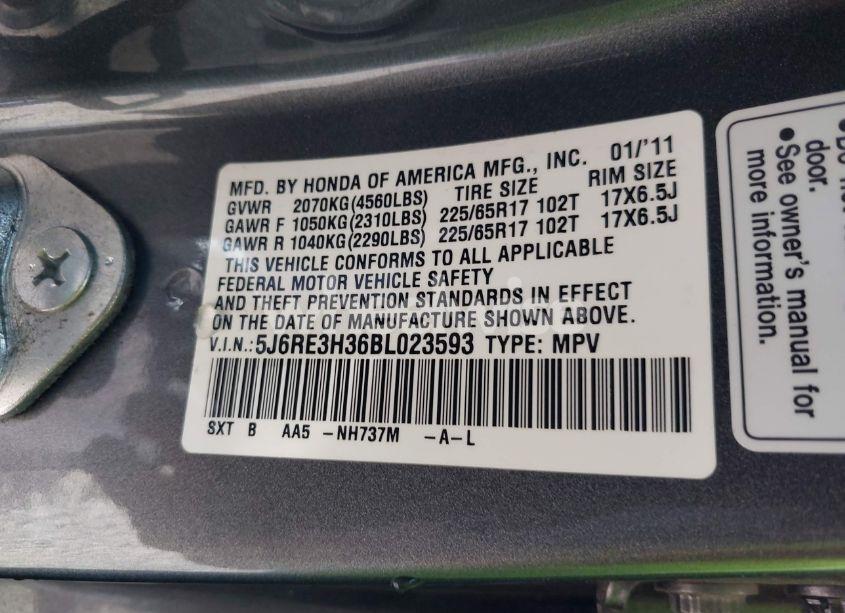 MFD. BY HONDA OF AMERICA MFG., INC. 01/'11
GVWR 2070KG(4560LBS) TIRE SIZE RIM SIZE
GAWR F 1050KG(2310LBS) 225/65R17 102T 17X6.5J
GAWR R 1040KG(2290LBS) 225/65R17 102T 17X6.5J
THIS VEHICLE CONFORMS TO ALL APPLICABLE
FEDERAL MOTOR VEHICLE SAFETY
AND THEFT PREVENTION STANDARDS IN EFFECT
ON THE DATE OF MANUFACTURE SHOWN ABOVE.
V.I.N.:5J6RE3H36BL023593 TYPE: MPV
SXT B AA5 -NH737M -A-L
door.
●See owner's manual for
more information.